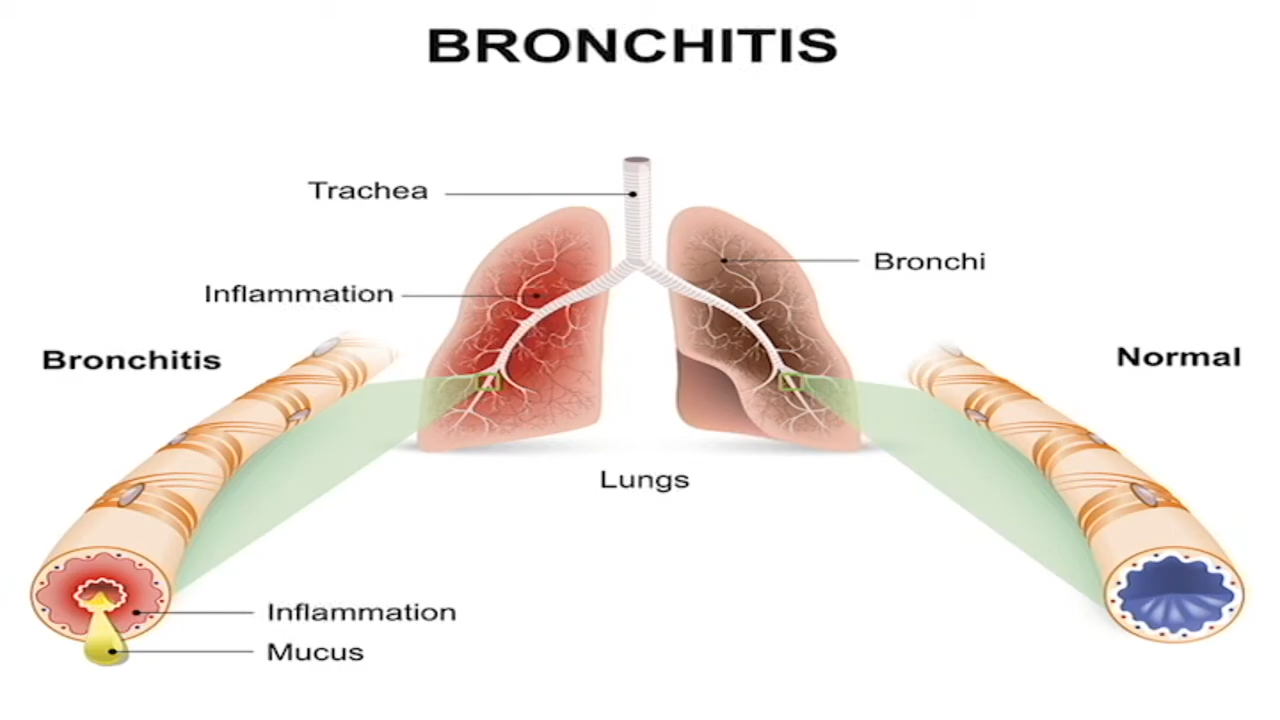 BRONCHITIS
Trachea
Bronchi
Inflammation
Bronchitis
Normal
Lungs
Inflammation
Mucus